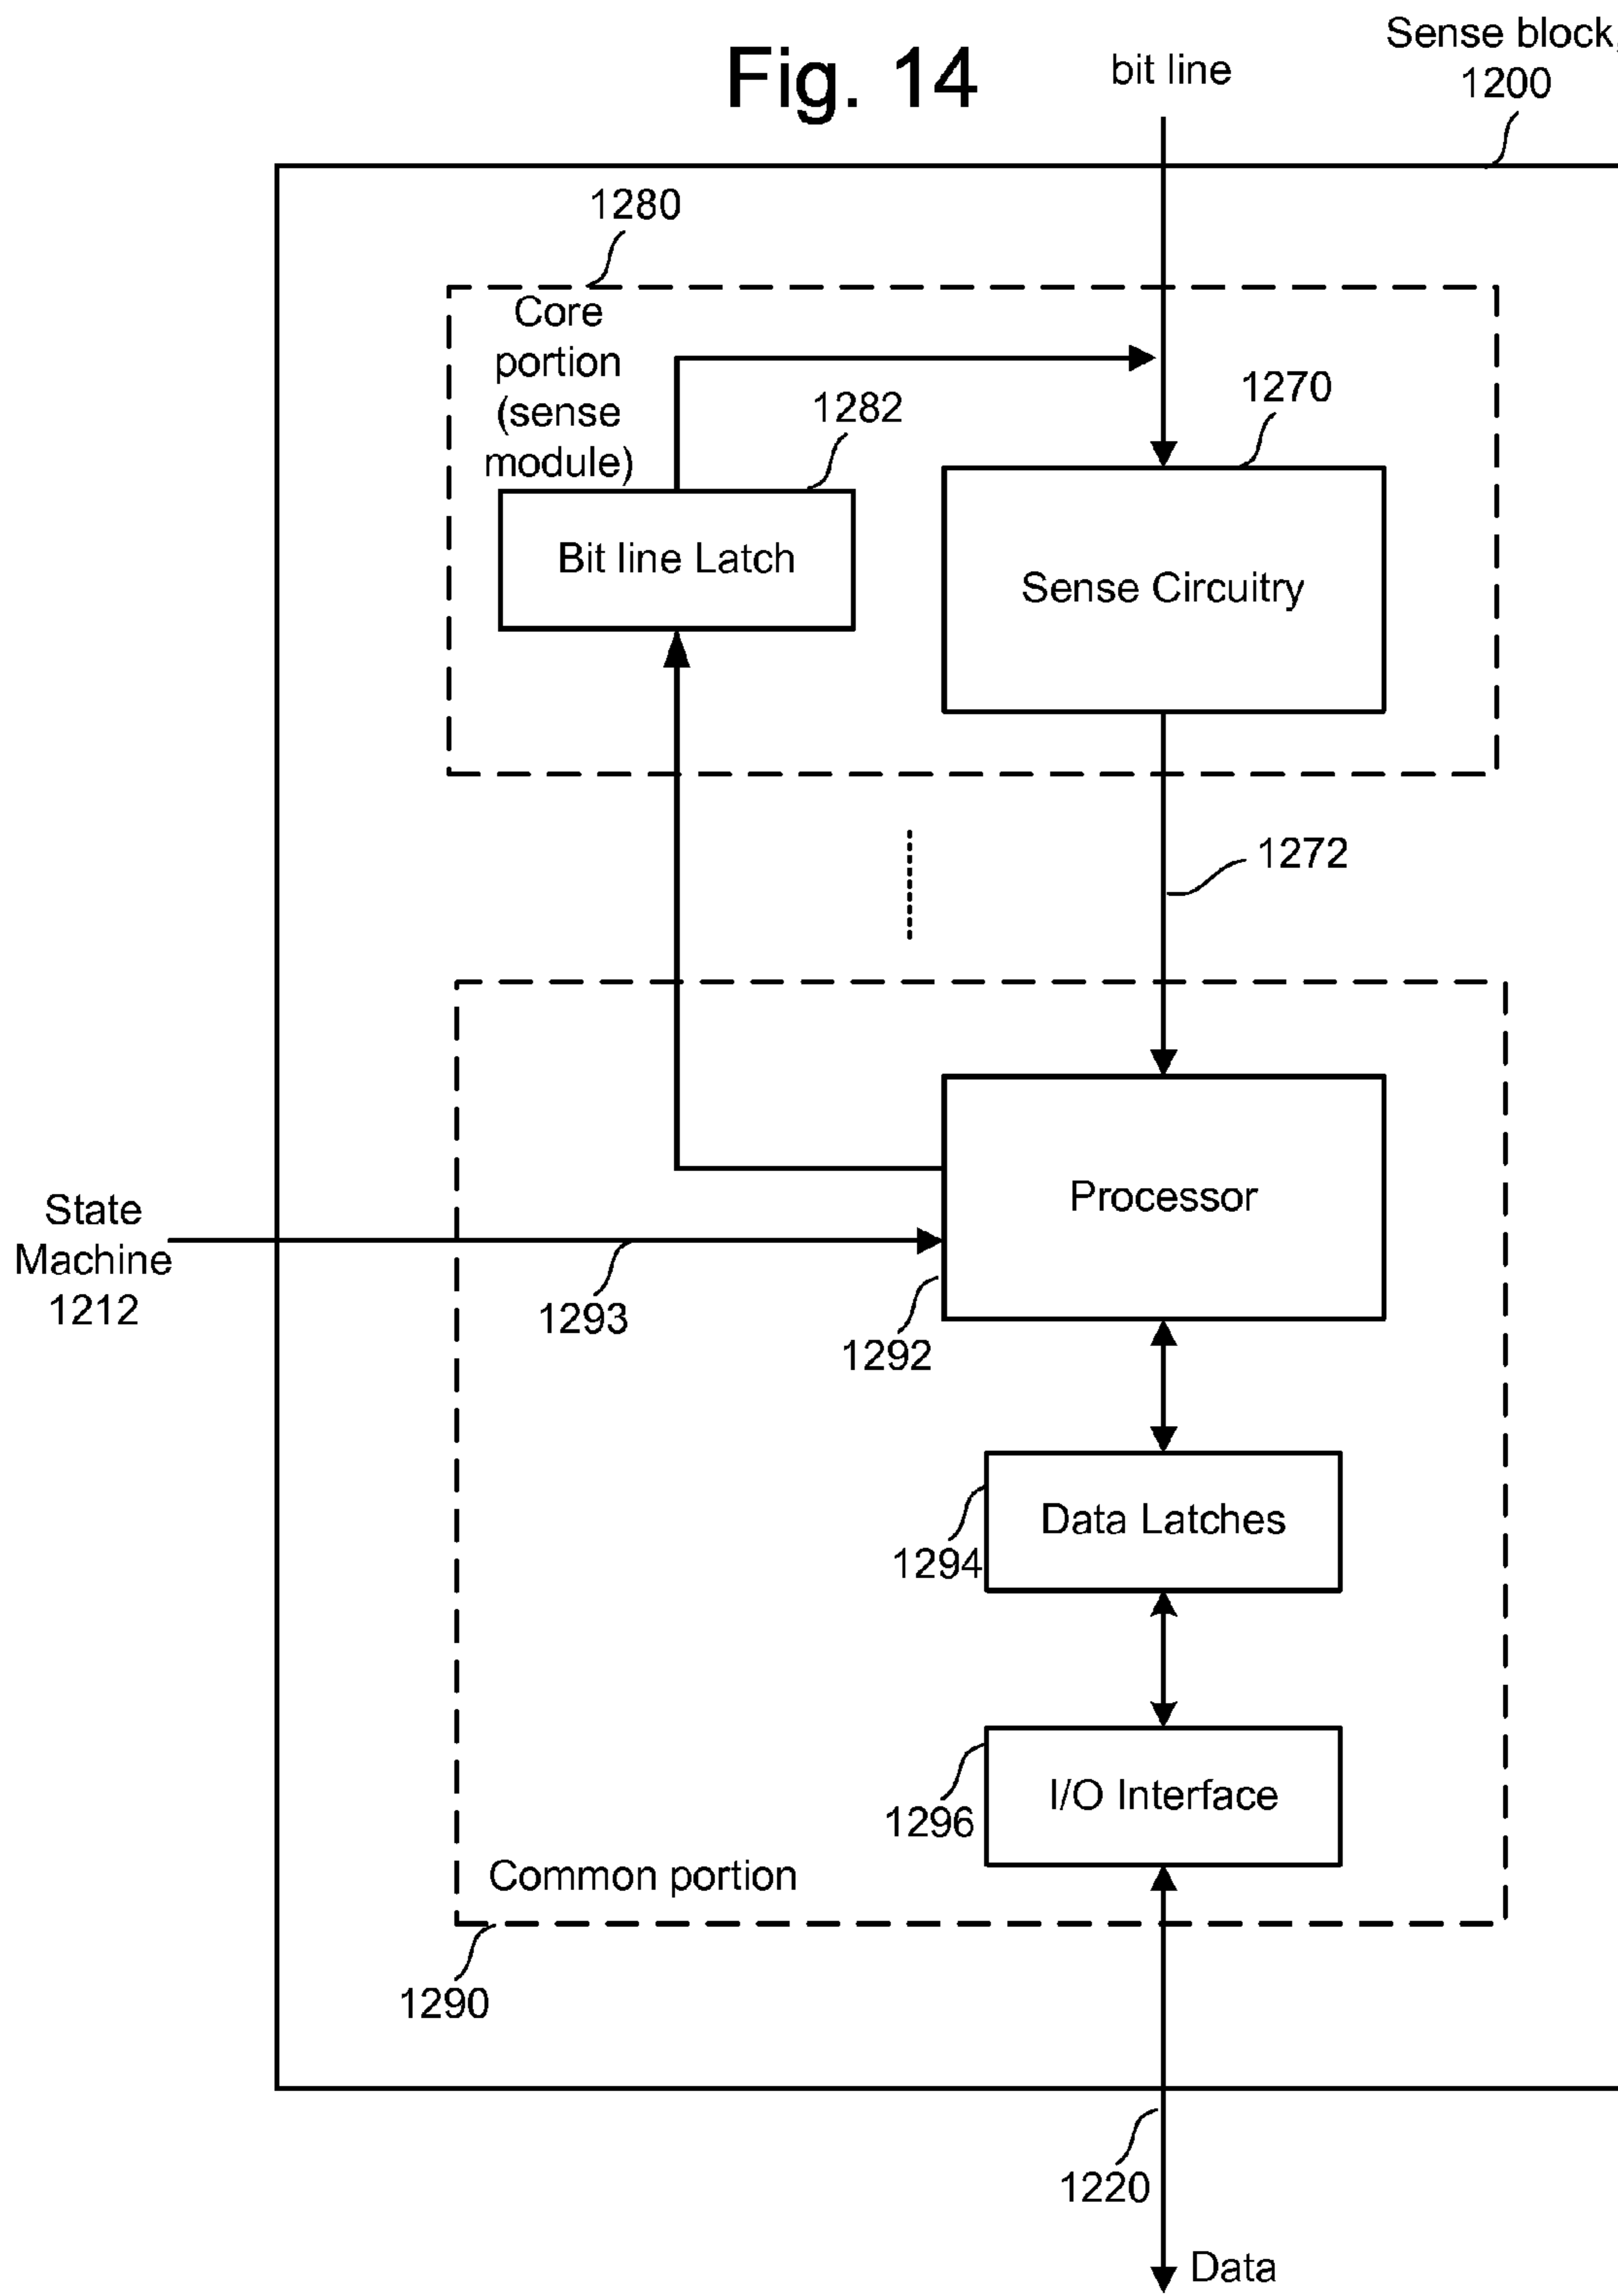 Fig. 14
bit line
Sense block,
1200
1280
Core
portion
(sense
module)
1282
1270
Bit line Latch
Sense Circuitry
1272
Processor
State
Machine
1212
1293
1292
Data Latches
1294
I/O Interface
1296
Common portion
1290
1220
Data